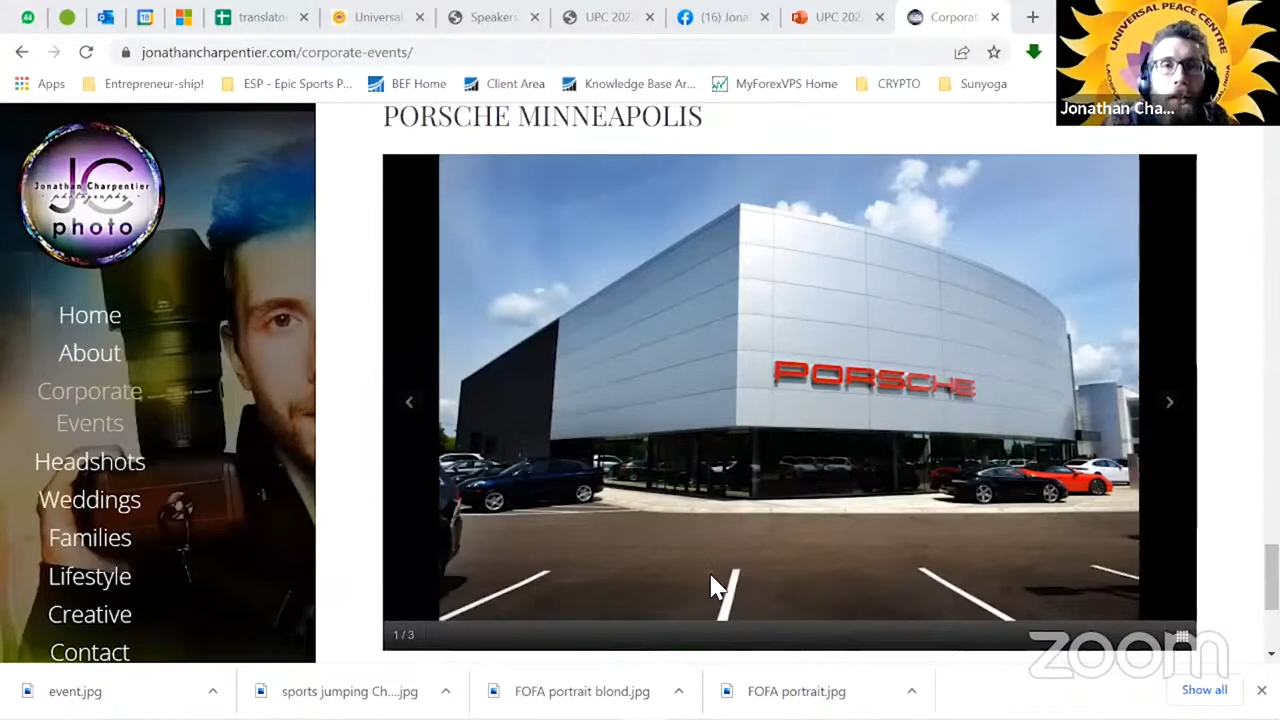 44
18
translato
Universal
Speakers
UPC 202
(16) Jona
UPC 202
Corporat
jonathancharpentier.com/corporate-events/
Apps
Entrepreneur-ship!
ESP - Epic Sports P...
BEF Home
Client Area
Knowledge Base Ar...
MyForexVPS Home
CRYPTO
Sunyoga
UNIVERSAL PEACE CENTRE
Jonathan Cha...
PORSCHE MINNEAPOLIS
JC
Jonathan Charpentier
photography
photo
Home
About
Corporate
Events
Headshots
Weddings
Families
Lifestyle
Creative
Contact
PORSCHE
1 / 3
zoom
event.jpg
sports jumping Ch....jpg
FOFA portrait blond.jpg
FOFA portrait.jpg
Show all